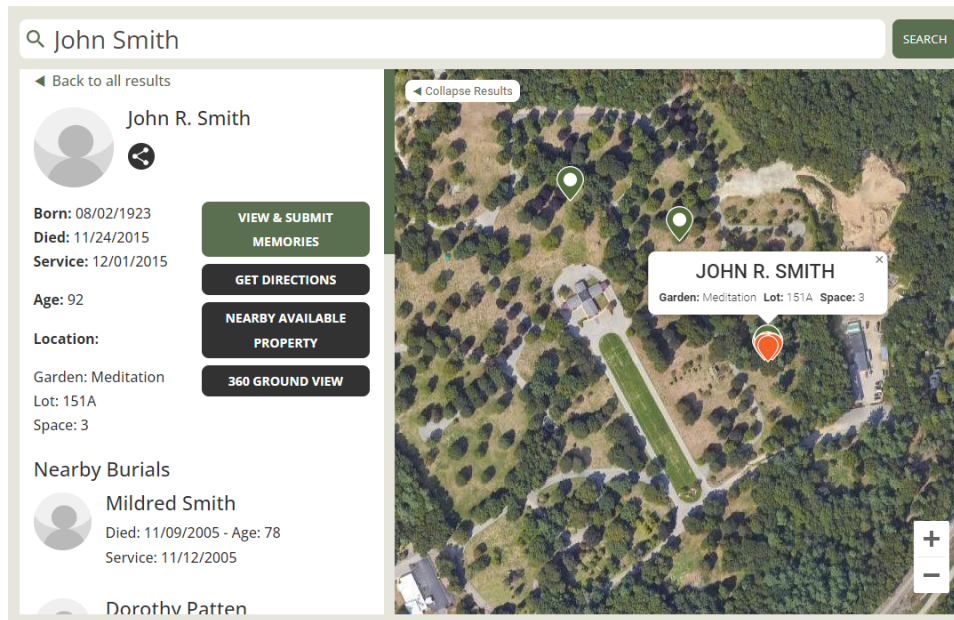 John Smith
SEARCH
◀ Back to all results
John R. Smith
Born: 08/02/1923
Died: 11/24/2015
Service: 12/01/2015
Age: 92
Location:
Garden: Meditation
Lot: 151A
Space: 3
VIEW & SUBMIT
MEMORIES
GET DIRECTIONS
NEARBY AVAILABLE
PROPERTY
360 GROUND VIEW
Nearby Burials
Mildred Smith
Died: 11/09/2005 - Age: 78
Service: 11/12/2005
Dorothy Patten
◀ Collapse Results
JOHN R. SMITH
×
Garden: Meditation Lot: 151A Space: 3
+
−